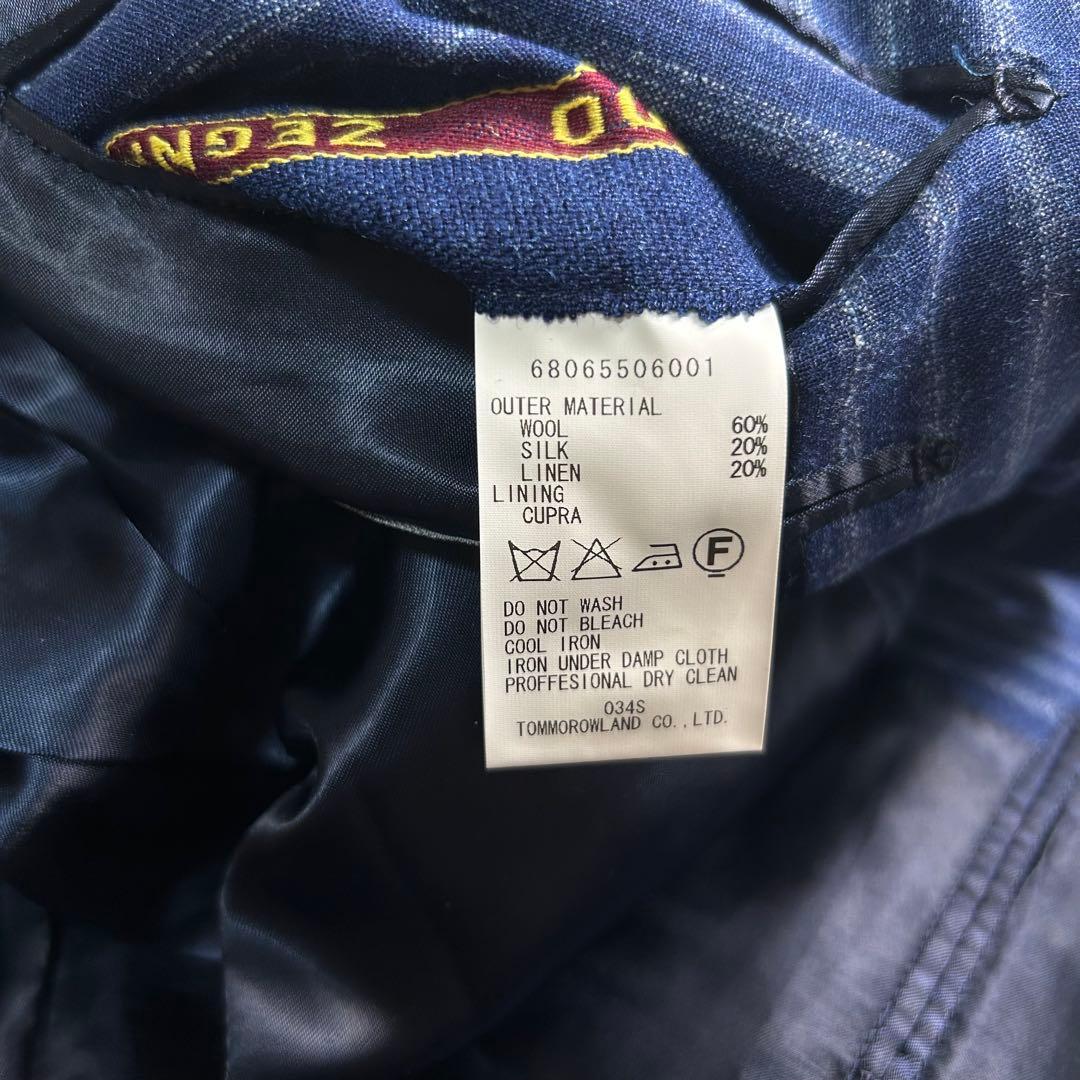 ZEGN
68065506001
OUTER MATERIAL
WOOL 60%
SILK 20%
LINEN 20%
LINING
CUPRA
F
DO NOT WASH
DO NOT BLEACH
COOL IRON
IRON UNDER DAMP CLOTH
PROFFESIONAL DRY CLEAN
034S
TOMMOROWLAND CO.,LTD.